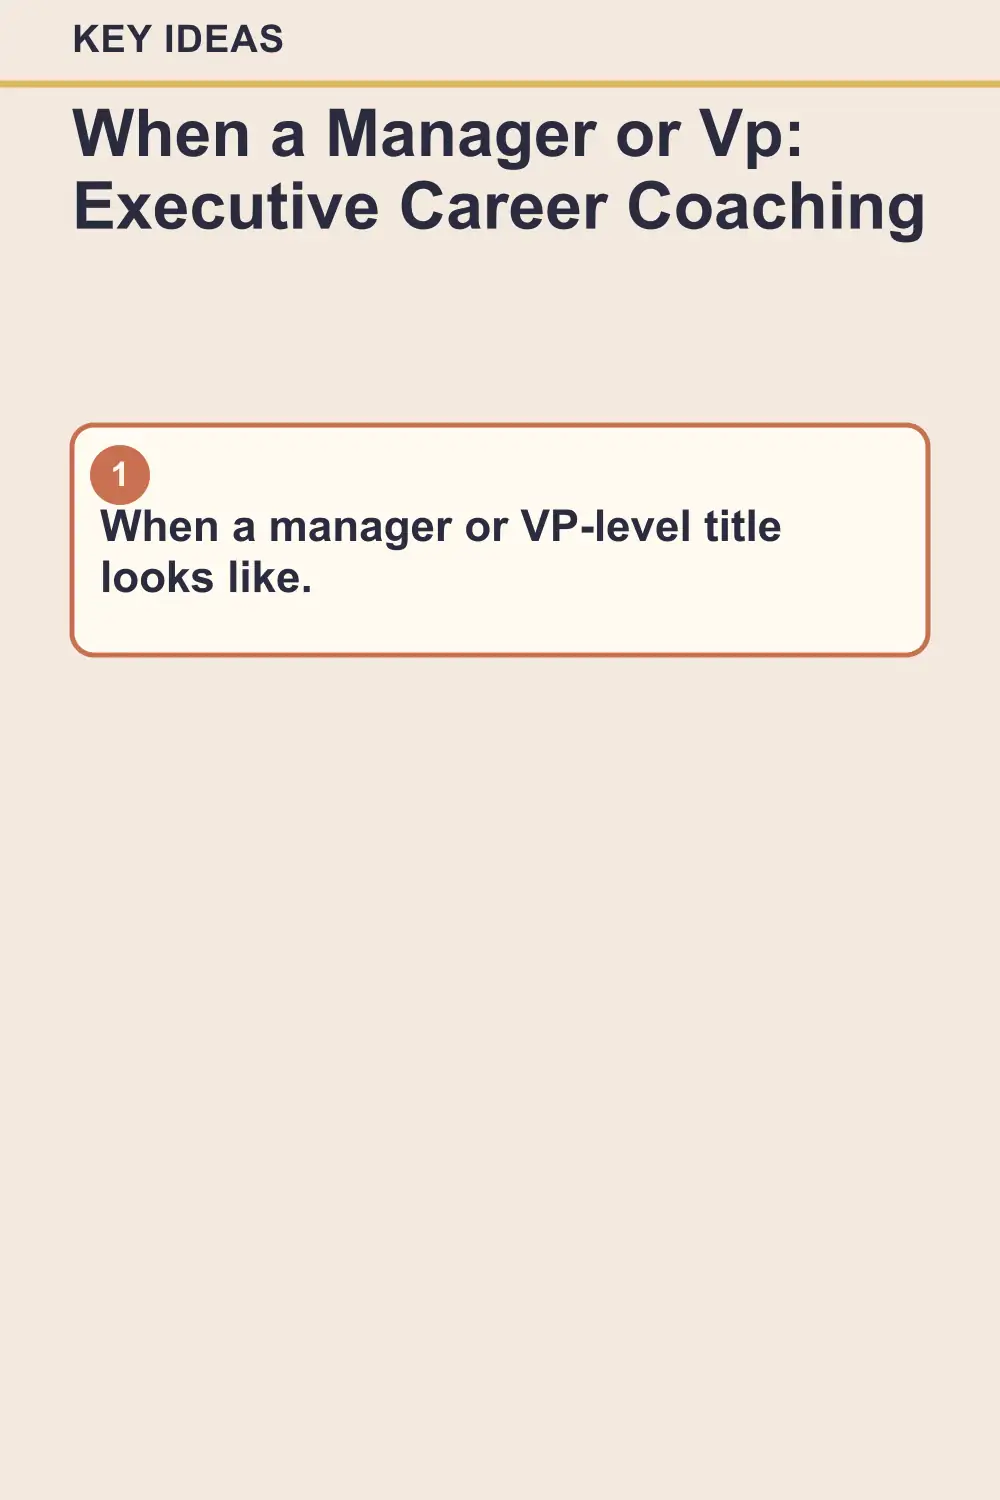 KEY IDEAS
When a Manager or Vp:
Executive Career Coaching
1
When a manager or VP-level title
looks like.